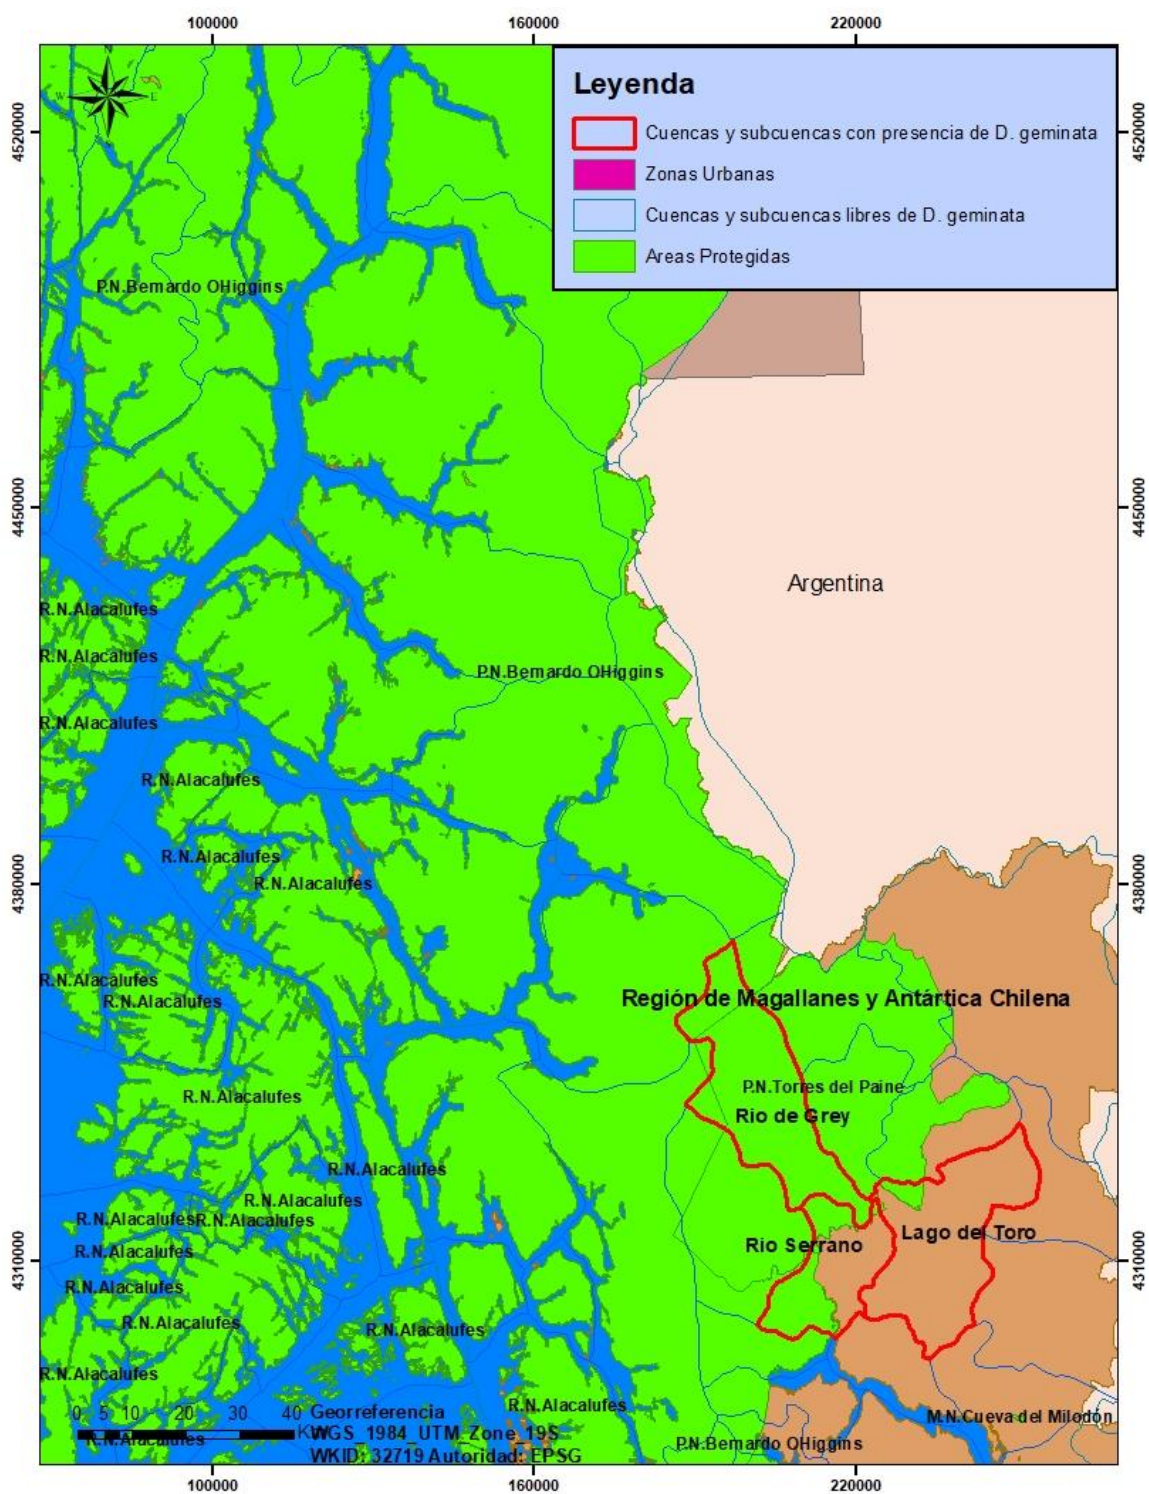 100000
160000
220000
4520000
4520000
N
W
E
S
Leyenda
Cuencas y subcuencas con presencia de D. geminata
Zonas Urbanas
Cuencas y subcuencas libres de D. geminata
Areas Protegidas
P.N.Bernardo OHiggins
4450000
4450000
Argentina
R.N.Alacalufes
R.N.Alacalufes
P.N.Bernardo OHiggins
R.N.Alacalufes
R.N.Alacalufes
R.N.Alacalufes
R.N.Alacalufes
4380000
4380000
R.N.Alacalufes
R.N.Alacalufes
Región de Magallanes y Antártica Chilena
P.N.Torres del Paine
R.N.Alacalufes
Rio de Grey
R.N.Alacalufes
R.N.Alacalufes
R.N.Alacalufes
R.N.Alacalufes
Lago del Toro
Rio Serrano
R.N.Alacalufes
4310000
4310000
R.N.Alacalufes
R.N.Alacalufes
R.N.Alacalufes
R.N.Alacalufes
R.N.Alacalufes
0 5 10 20 30 40
Km
Georreferencia
WGS_1984_UTM_Zone_19S
WKID: 32719 Autoridad: EPSG
R.N.Alacalufes
M.N.Cueva del Milodón
P.N.Bernardo OHiggins
100000
160000
220000